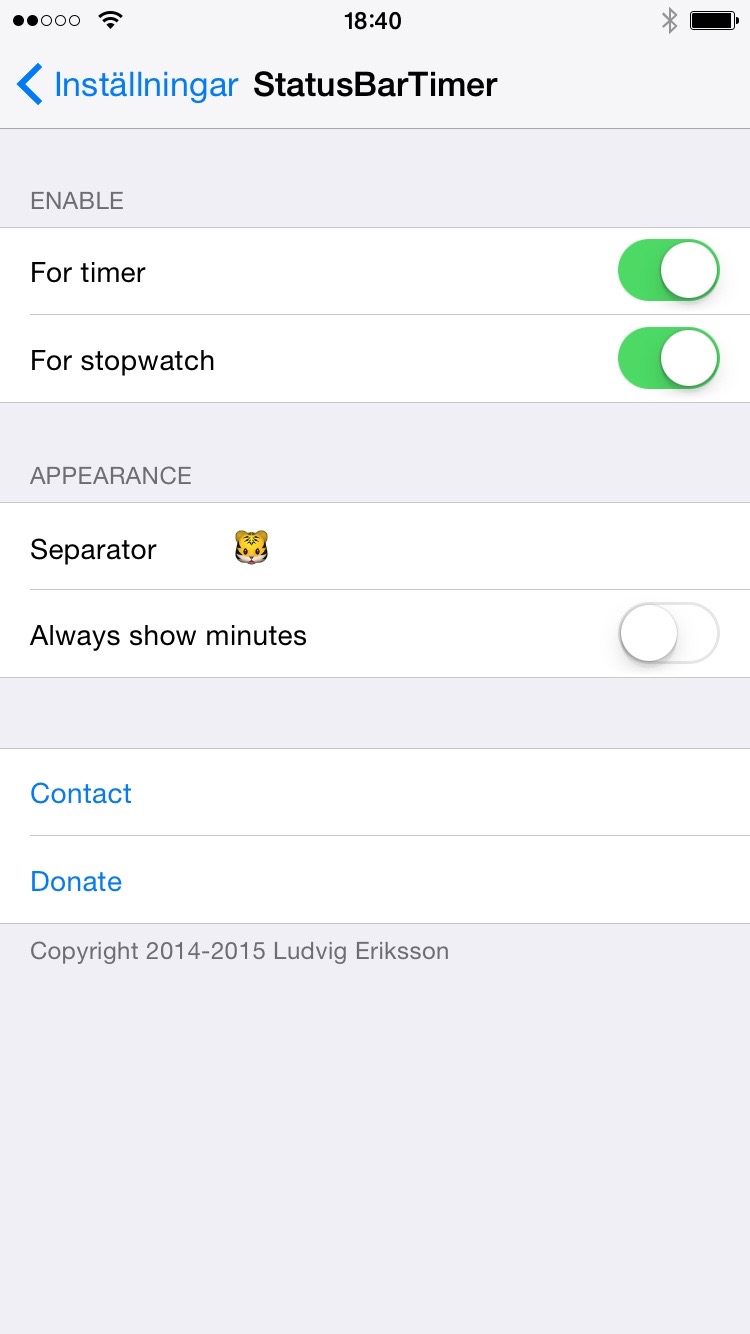 18:40
Inställningar StatusBarTimer
ENABLE
For timer
For stopwatch
APPEARANCE
Separator 🐯
Always show minutes
Contact
Donate
Copyright 2014-2015 Ludvig Eriksson